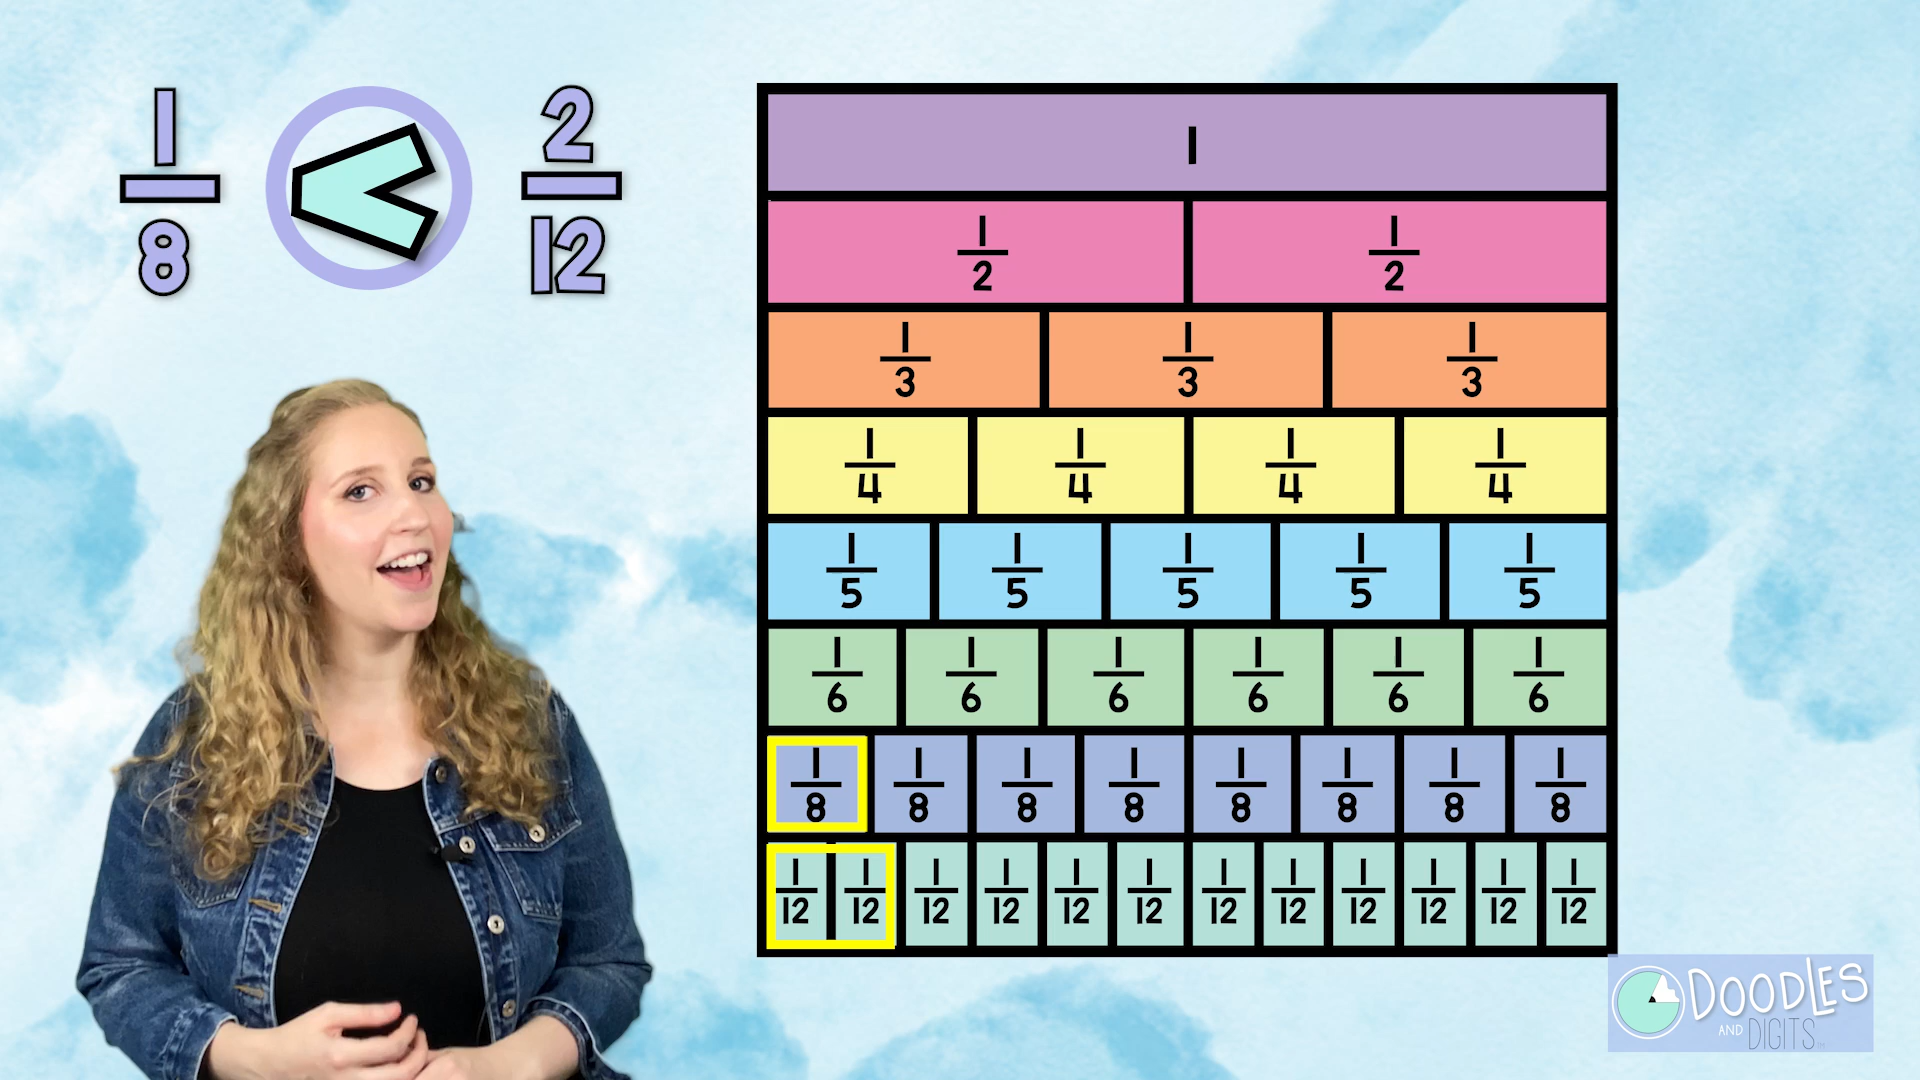 1/8 < 2/12
1
1/2 1/2
1/3 1/3 1/3
1/4 1/4 1/4 1/4
1/5 1/5 1/5 1/5 1/5
1/6 1/6 1/6 1/6 1/6 1/6
1/8 1/8 1/8 1/8 1/8 1/8 1/8 1/8
1/12 1/12 1/12 1/12 1/12 1/12 1/12 1/12 1/12 1/12 1/12 1/12
DOODLES
AND DIGITS